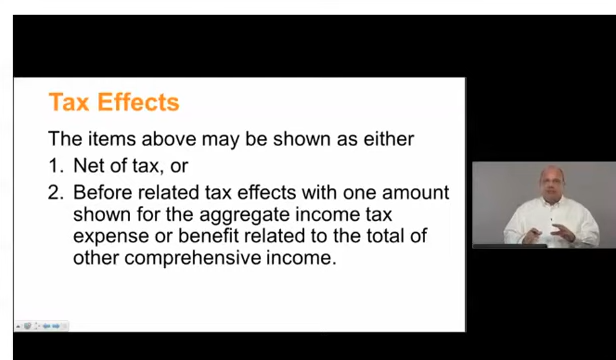 Tax Effects
The items above may be shown as either
1. Net of tax, or
2. Before related tax effects with one amount
shown for the aggregate income tax
expense or benefit related to the total of
other comprehensive income.